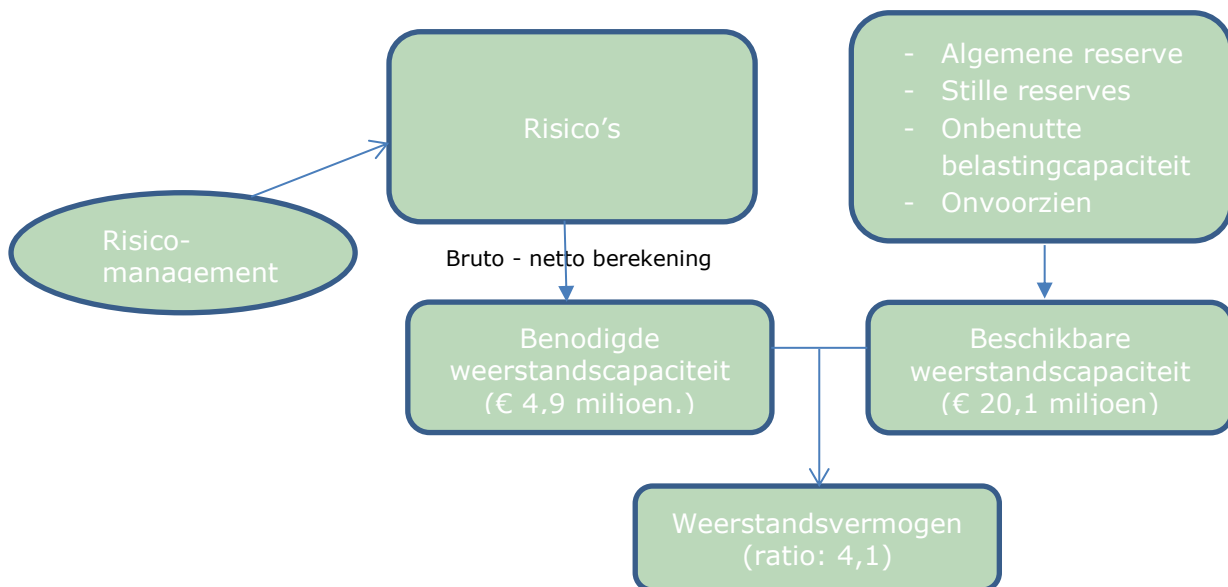 Risico-
management
Risico’s
- Algemene reserve
- Stille reserves
- Onbenutte
belastingcapaciteit
- Onvoorzien
Bruto - netto berekening
Benodigde
weerstandscapaciteit
(€ 4,9 miljoen.)
Beschikbare
weerstandscapaciteit
(€ 20,1 miljoen)
Weerstandsvermogen
(ratio: 4,1)